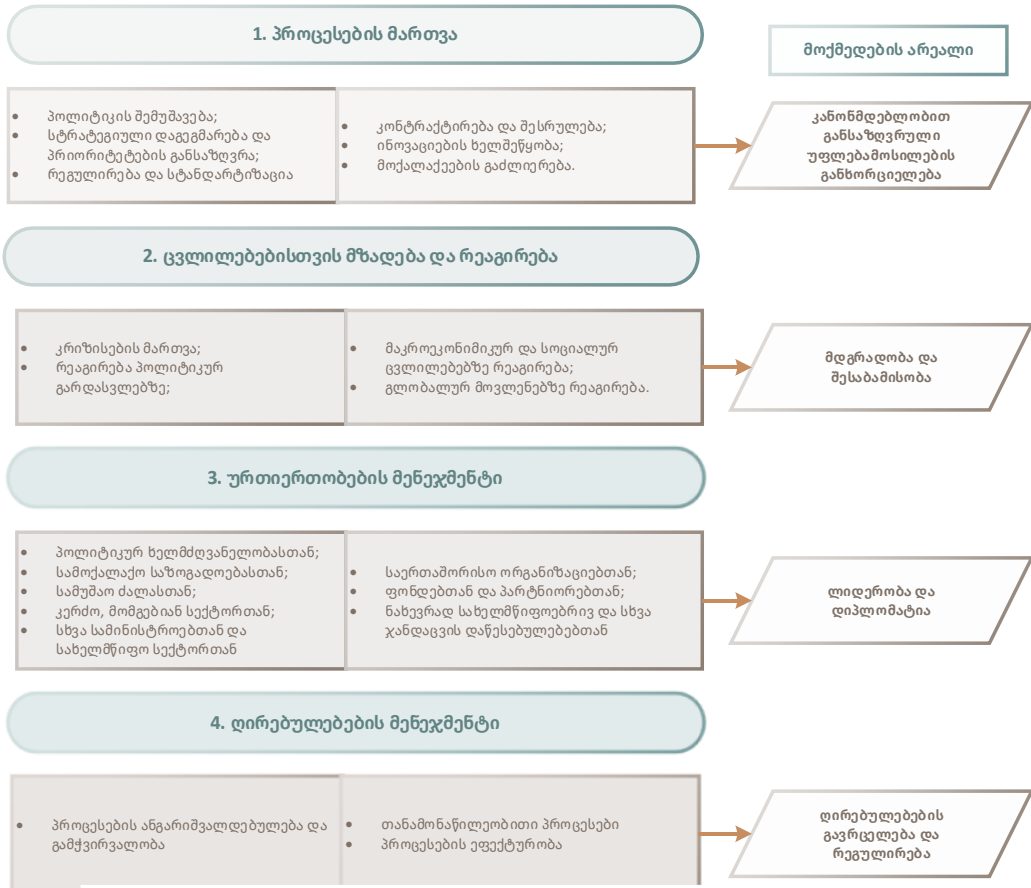 1. პროცესების მართვა
მოქმედების არეალი
• პოლიტიკის შემუშავება;
• სტრატეგიული დაგეგმარება და
პრიორიტეტების განსაზღვრა;
• რეგულირება და სტანდარტიზაცია
• კონტრაქტირება და შესრულება;
• ინოვაციების ხელშეწყობა;
• მოქალაქეების გაძლიერება.
კანონმდებლობით
განსაზღვრული
უფლებამოსილების
განხორციელება
2. ცვლილებებისთვის მზადება და რეაგირება
• კრიზისების მართვა;
• რეაგირება პოლიტიკურ
გარდასვლებზე;
• მაკროეკონიმიკურ და სოციალურ
ცვლილებებზე რეაგირება;
• გლობალურ მოვლენებზე რეაგირება.
მდგრადობა და
შესაბამისობა
3. ურთიერთობების მენეჯმენტი
• პოლიტიკურ ხელმძღვანელობასთან;
• სამოქალაქო საზოგადოებასთან;
• სამუშაო ძალასთან;
• კერძო, მომგებიან სექტორთან;
• სხვა სამინისტროებთან და
სახელმწიფო სექტორთან
• საერთაშორისო ორგანიზაციებთან;
• ფონდებთან და პარტნიორებთან;
• ნახევრად სახელმწიფოებრივ და სხვა
ჯანდაცვის დაწესებულებებთან
ლიდერობა და
დიპლომატია
4. ღირებულებების მენეჯმენტი
• პროცესების ანგარიშვალდებულება და
გამჭვირვალობა
• თანამონაწილეობითი პროცესები
• პროცესების ეფექტურობა
ღირებულებების
გავრცელება და
რეგულირება